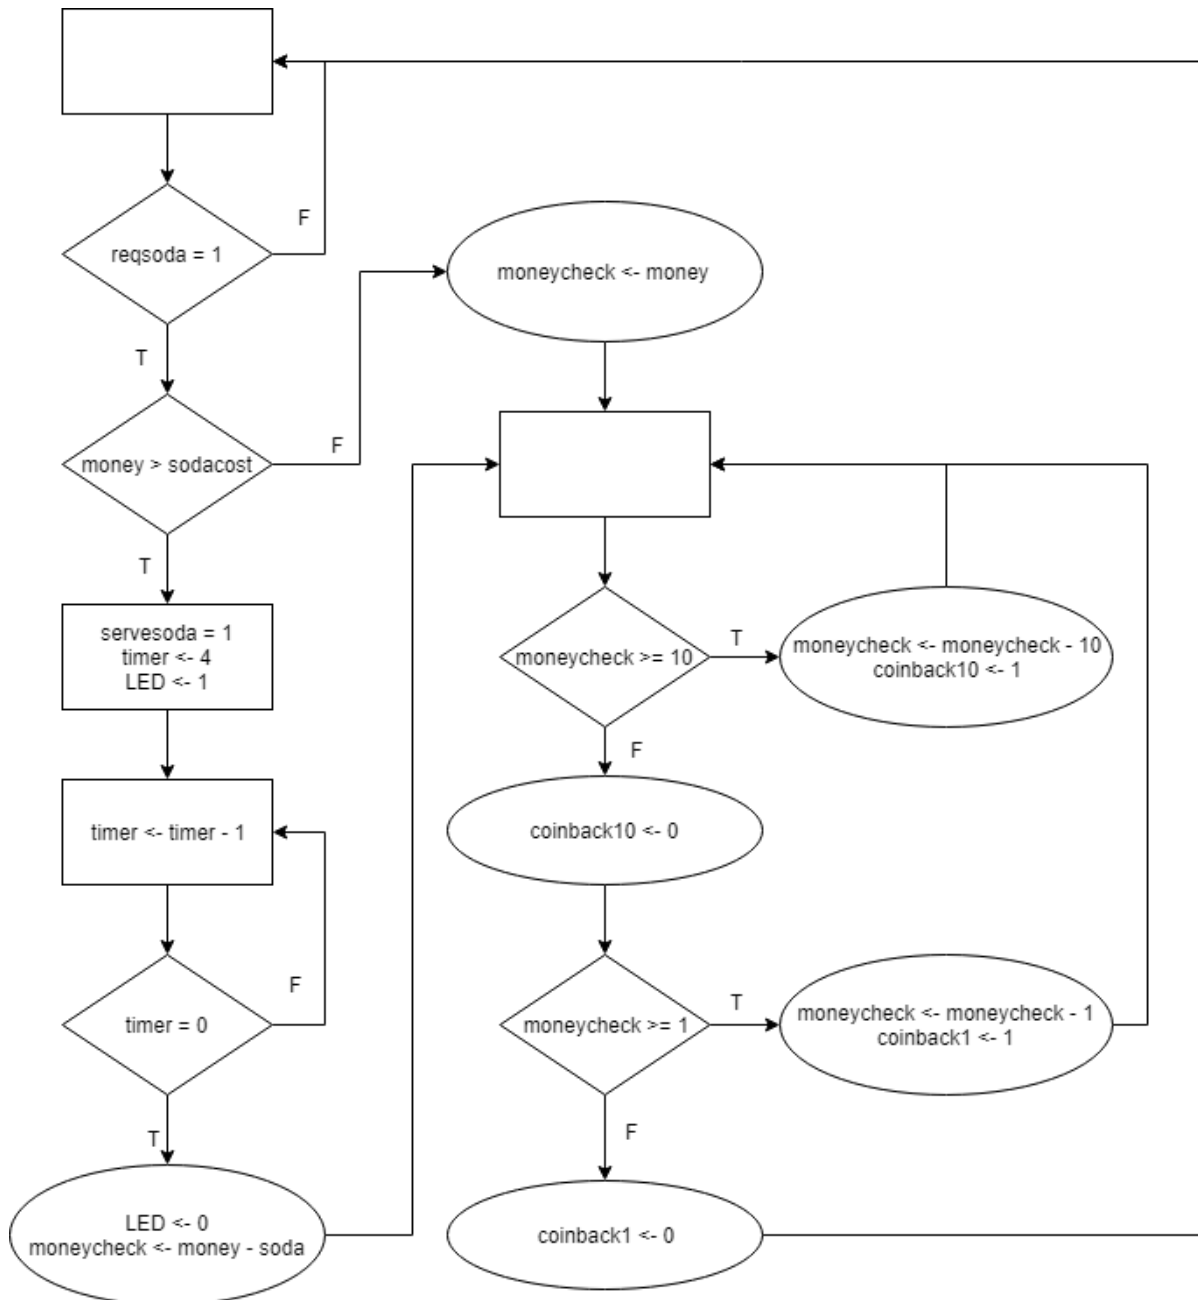 reqsoda = 1
F
T
money > sodacost
F
T
servesoda = 1
timer <- 4
LED <- 1
timer <- timer - 1
timer = 0
F
T
LED <- 0
moneycheck <- money - soda
moneycheck <- money
moneycheck >= 10
T
moneycheck <- moneycheck - 10
coinback10 <- 1
F
coinback10 <- 0
moneycheck >= 1
T
moneycheck <- moneycheck - 1
coinback1 <- 1
F
coinback1 <- 0